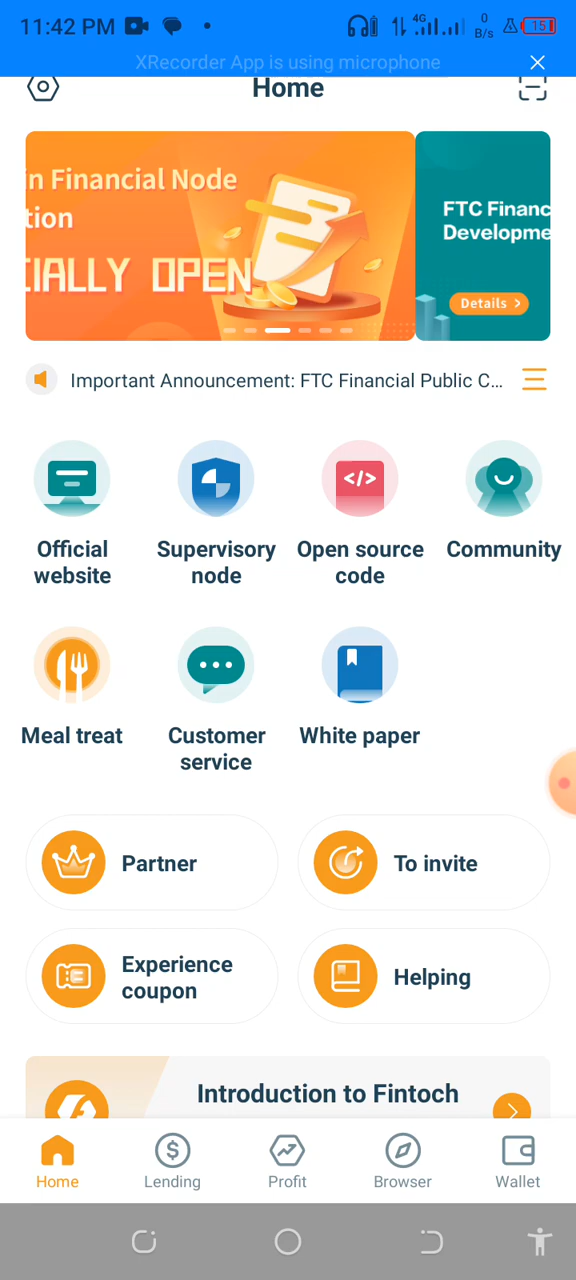 11:42 PM
4G
0
B/s
15
XRecorder App is using microphone
Home
in Financial Node
tion
CIALLY OPEN
FTC Financ
Developme
Details >
Important Announcement: FTC Financial Public C...
Official
website
Supervisory
node
</>
Open source
code
Community
Meal treat
Customer
service
White paper
Partner
To invite
Experience
coupon
Helping
Introduction to Fintoch
Home
Lending
Profit
Browser
Wallet